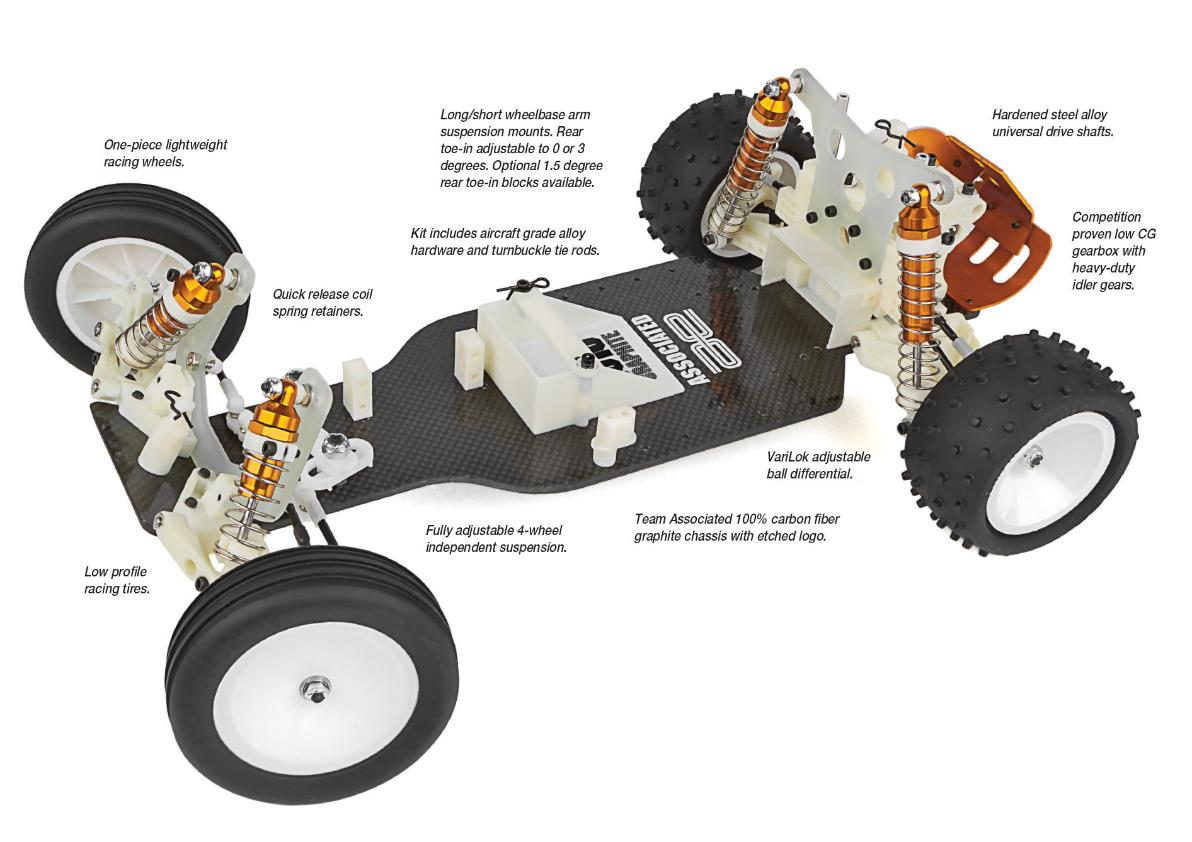 One-piece lightweight
racing wheels.
Long/short wheelbase arm
suspension mounts. Rear
toe-in adjustable to 0 or 3
degrees. Optional 1.5 degree
rear toe-in blocks available.
Hardened steel alloy
universal drive shafts.
Kit includes aircraft grade alloy
hardware and turnbuckle tie rods.
Competition
proven low CG
gearbox with
heavy-duty
idler gears.
Quick release coil
spring retainers.
ASSOCIATED
VariLok adjustable
ball differential.
Fully adjustable 4-wheel
independent suspension.
Team Associated 100% carbon fiber
graphite chassis with etched logo.
Low profile
racing tires.